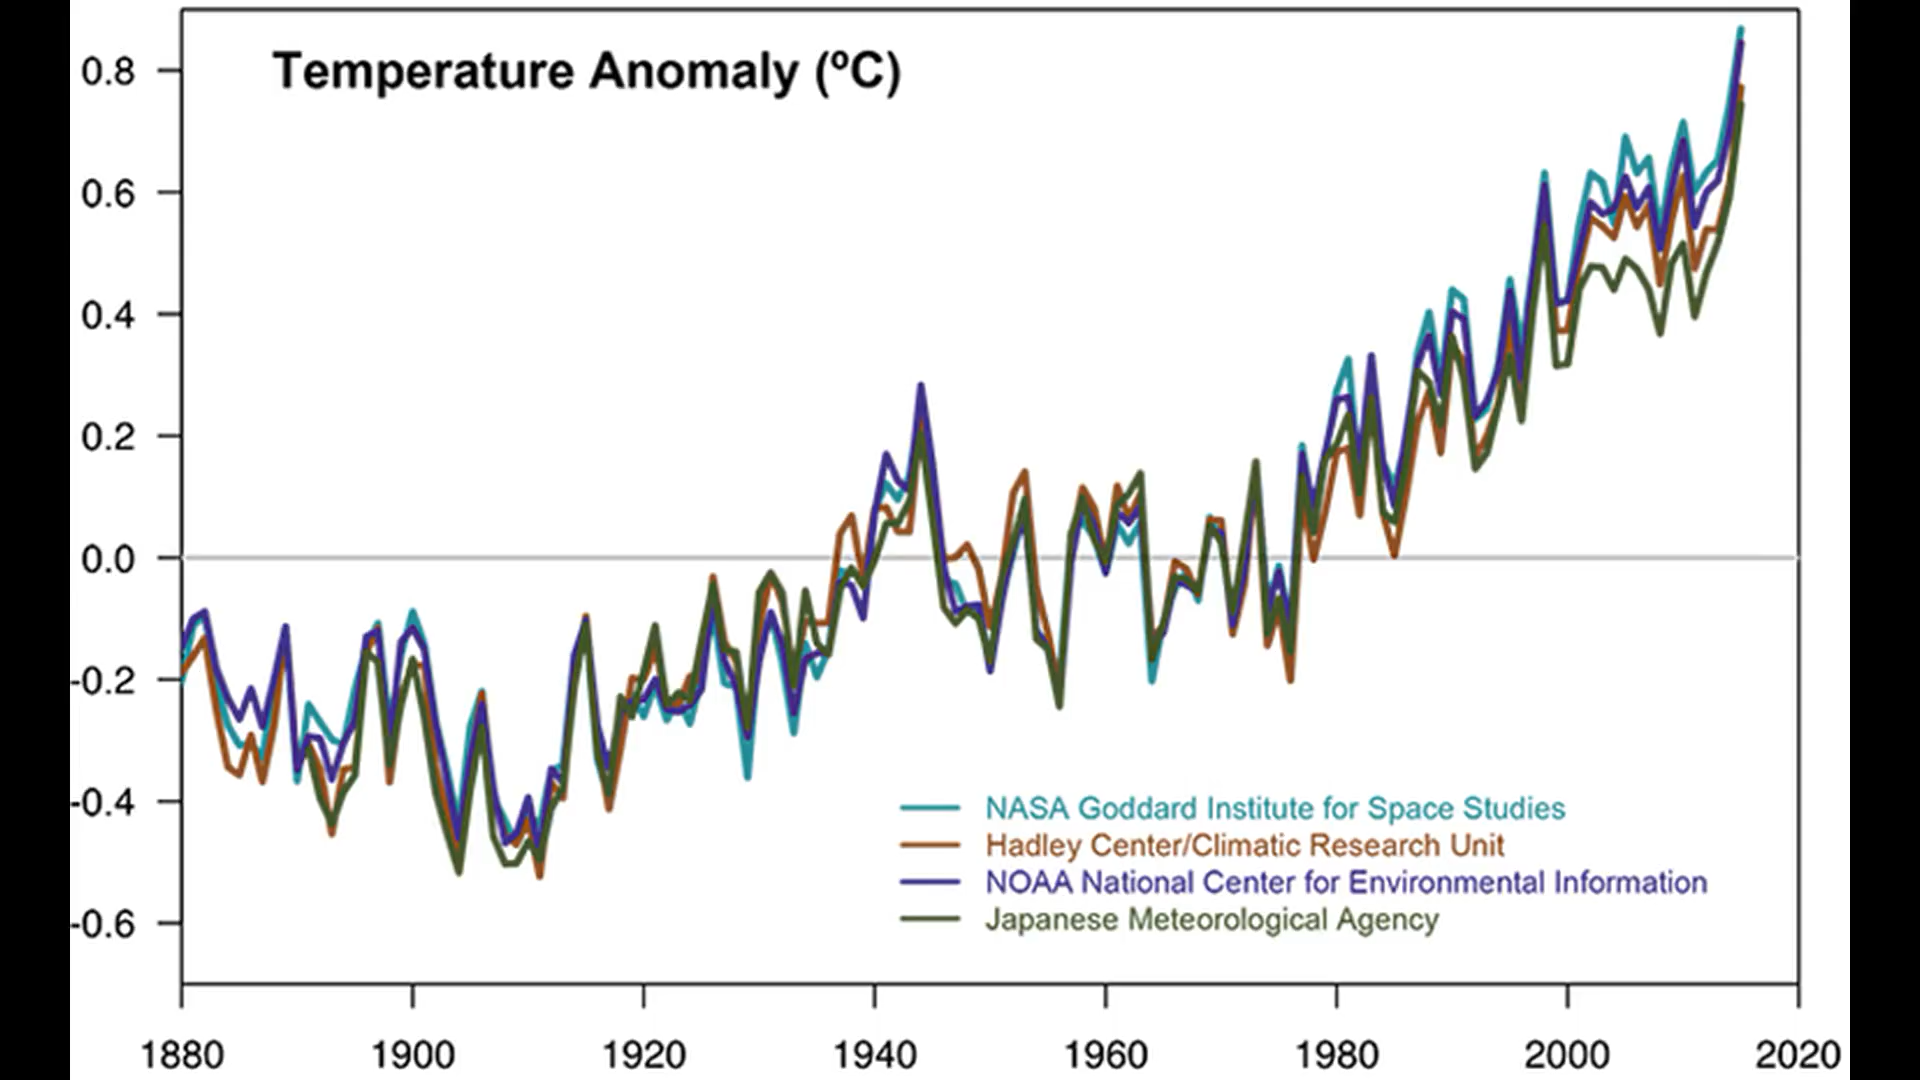 Temperature Anomaly (ºC)
0.8
0.6
0.4
0.2
0.0
-0.2
-0.4
-0.6
NASA Goddard Institute for Space Studies
Hadley Center/Climatic Research Unit
NOAA National Center for Environmental Information
Japanese Meteorological Agency
1880 1900 1920 1940 1960 1980 2000 2020